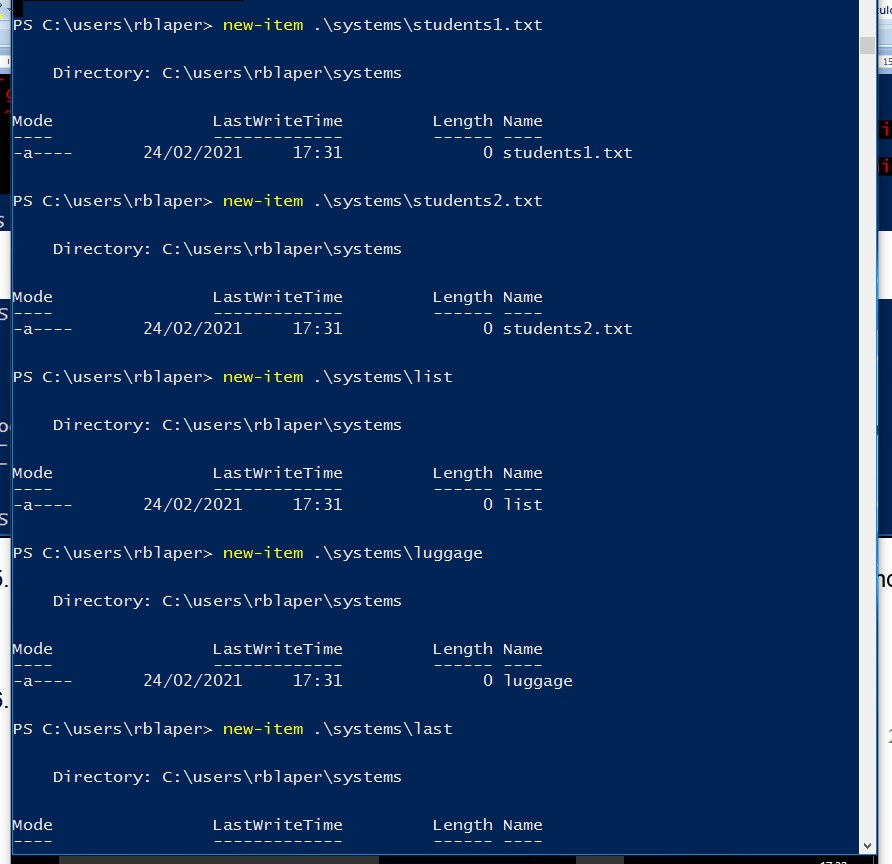 PS C:\users\rblaper> new-item .\systems\students1.txt
Directory: C:\users\rblaper\systems
Mode LastWriteTime Length Name
---- ------------- ------ ----
-a---- 24/02/2021 17:31 0 students1.txt
PS C:\users\rblaper> new-item .\systems\students2.txt
Directory: C:\users\rblaper\systems
Mode LastWriteTime Length Name
---- ------------- ------ ----
-a---- 24/02/2021 17:31 0 students2.txt
PS C:\users\rblaper> new-item .\systems\list
Directory: C:\users\rblaper\systems
Mode LastWriteTime Length Name
---- ------------- ------ ----
-a---- 24/02/2021 17:31 0 list
PS C:\users\rblaper> new-item .\systems\luggage
Directory: C:\users\rblaper\systems
Mode LastWriteTime Length Name
---- ------------- ------ ----
-a---- 24/02/2021 17:31 0 luggage
PS C:\users\rblaper> new-item .\systems\last
Directory: C:\users\rblaper\systems
Mode LastWriteTime Length Name
---- ------------- ------ ----